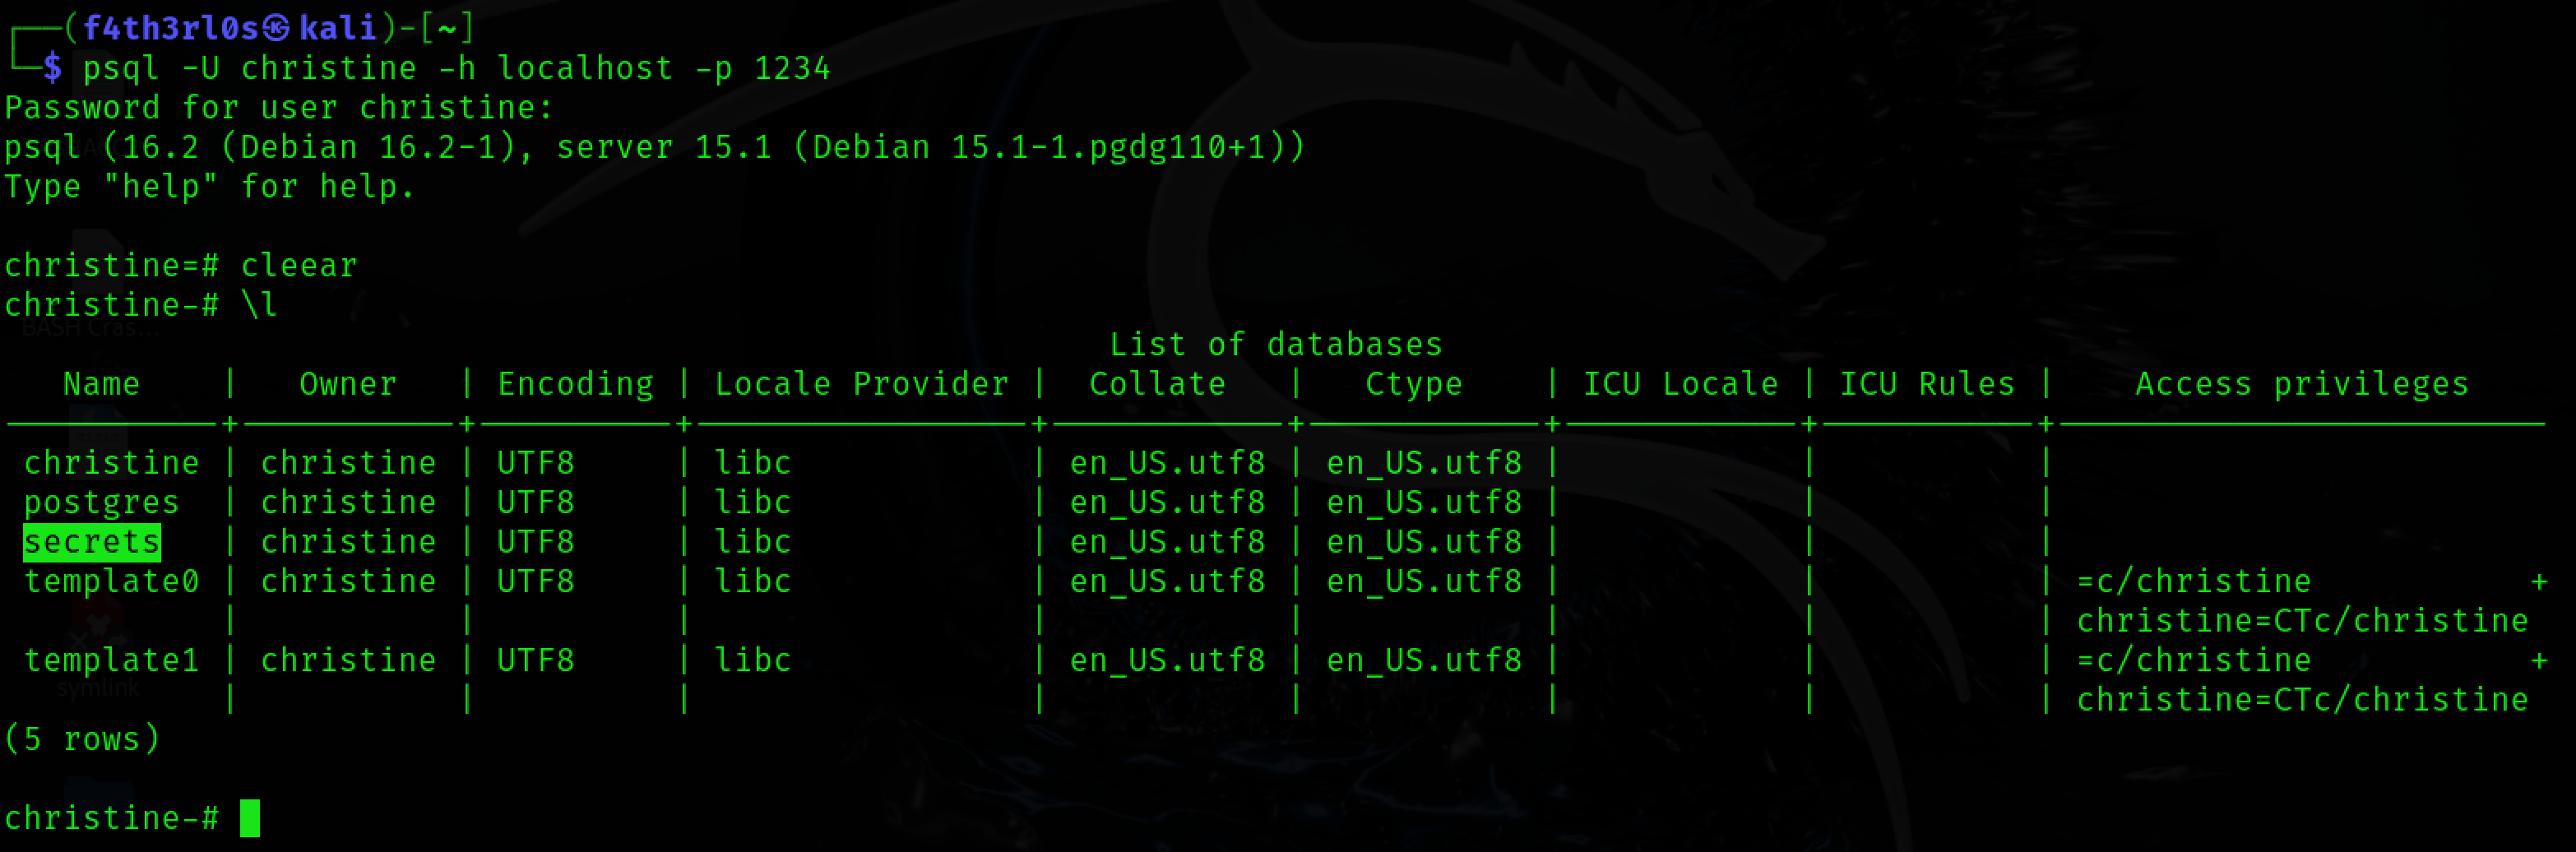 ┌──(f4th3rl0s㉿kali)-[~]
└─$ psql -U christine -h localhost -p 1234
Password for user christine:
psql (16.2 (Debian 16.2-1), server 15.1 (Debian 15.1-1.pgdg110+1))
Type "help" for help.

christine=# cleear
christine-# \l
                                                        List of databases
   Name    |   Owner   | Encoding | Locale Provider |  Collate   |   Ctype    | ICU Locale | ICU Rules |    Access privileges
-----------+-----------+----------+-----------------+------------+------------+------------+-----------+-------------------------
 christine | christine | UTF8     | libc            | en_US.utf8 | en_US.utf8 |            |           |
 postgres  | christine | UTF8     | libc            | en_US.utf8 | en_US.utf8 |            |           |
 secrets   | christine | UTF8     | libc            | en_US.utf8 | en_US.utf8 |            |           |
 template0 | christine | UTF8     | libc            | en_US.utf8 | en_US.utf8 |            |           | =c/christine           +
           |           |          |                 |            |            |            |           | christine=CTc/christine
 template1 | christine | UTF8     | libc            | en_US.utf8 | en_US.utf8 |            |           | =c/christine           +
           |           |          |                 |            |            |            |           | christine=CTc/christine
(5 rows)

christine-#
BASH Cras...
symlink